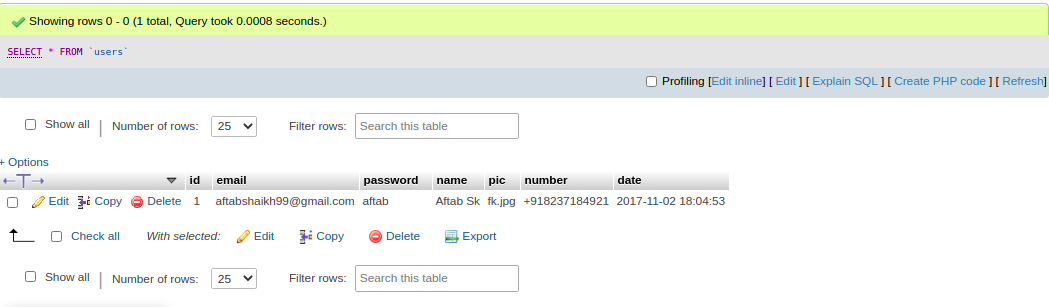 Showing rows 0 - 0 (1 total, Query took 0.0008 seconds.)
SELECT * FROM `users`
Profiling [Edit inline] [ Edit ] [ Explain SQL ] [ Create PHP code ] [ Refresh]
Show all | Number of rows: 25 Filter rows: Search this table
+ Options
id email password name pic number date
Edit Copy Delete 1 aftabshaikh99@gmail.com aftab Aftab Sk fk.jpg +918237184921 2017-11-02 18:04:53
Check all With selected: Edit Copy Delete Export
Show all | Number of rows: 25 Filter rows: Search this table